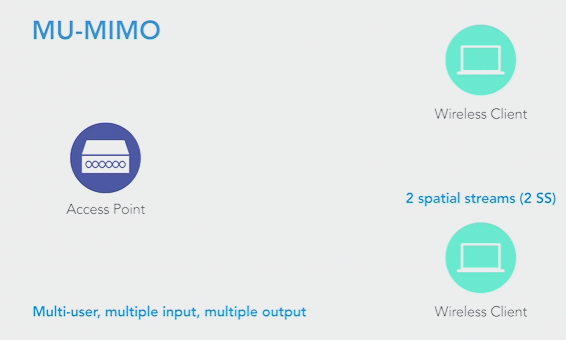 MU-MIMO
Wireless Client
Access Point
2 spatial streams (2 SS)
Multi-user, multiple input, multiple output
Wireless Client